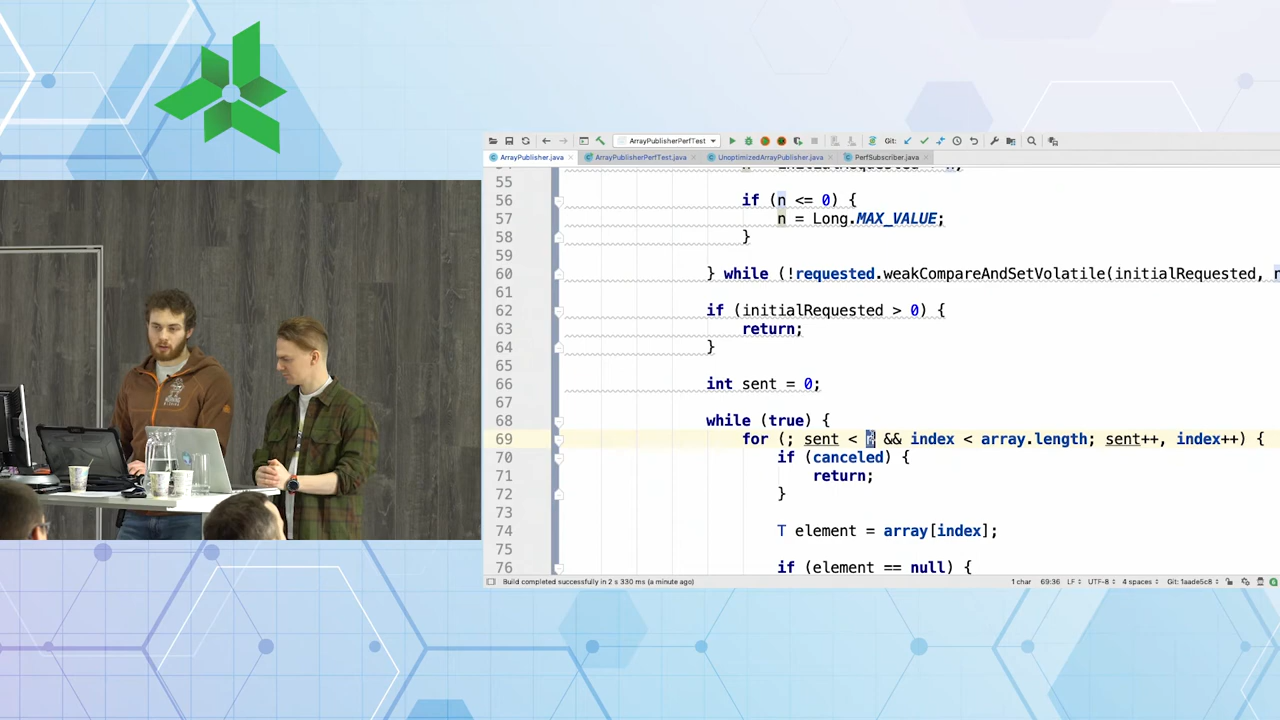 ArrayPublisherPerfTest
Git:
ArrayPublisher.java
ArrayPublisherPerfTest.java
UnoptimizedArrayPublisher.java
PerfSubscriber.java
55
56 if (n <= 0) {
57 n = Long.MAX_VALUE;
58 }
59
60 } while (!requested.weakCompareAndSetVolatile(initialRequested, n
61
62 if (initialRequested > 0) {
63 return;
64 }
65
66 int sent = 0;
67
68 while (true) {
69 for (; sent < n && index < array.length; sent++, index++) {
70 if (canceled) {
71 return;
72 }
73
74 T element = array[index];
75
76 if (element == null) {
Build completed successfully in 2 s 330 ms (a minute ago)
1 char 69:36 LF UTF-8 4 spaces Git: 1aade5c8